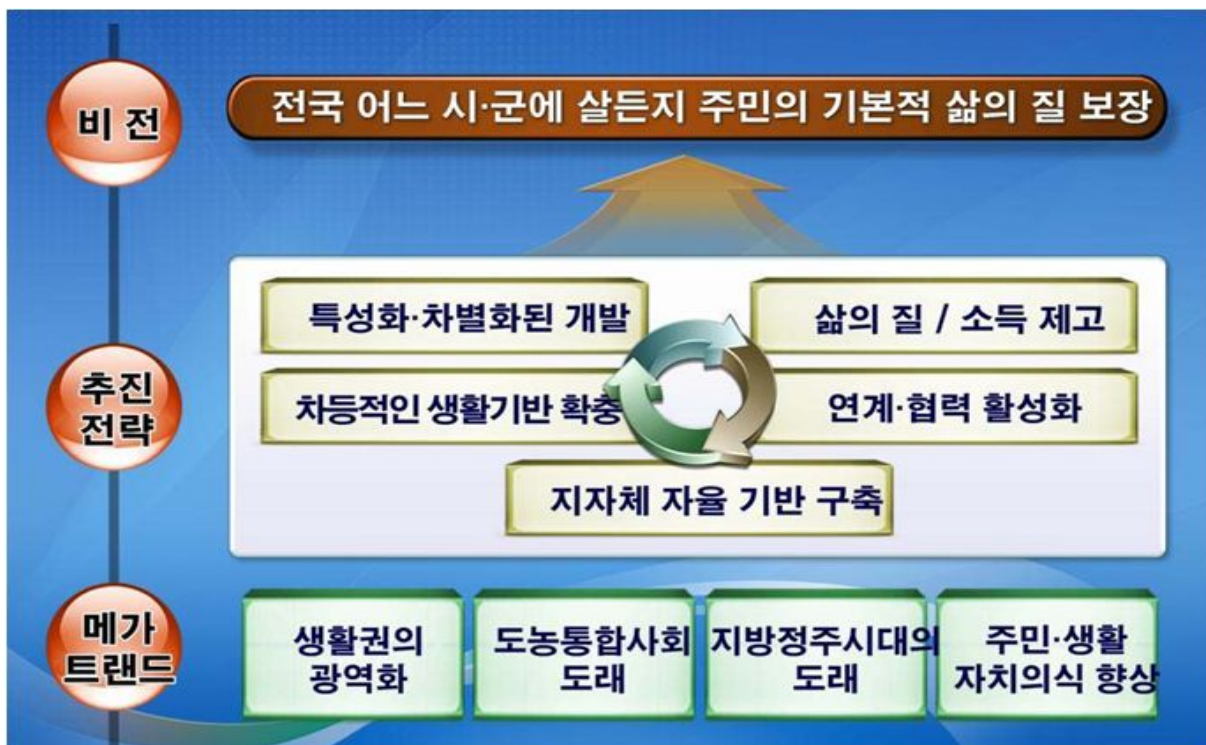 비 전
전국 어느 시·군에 살든지 주민의 기본적 삶의 질 보장
추진
전략
특성화·차별화된 개발
삶의 질 / 소득 제고
차등적인 생활기반 확충
연계·협력 활성화
지자체 자율 기반 구축
메가
트랜드
생활권의
광역화
도농통합사회
도래
지방정주시대의
도래
주민·생활
자치의식 향상